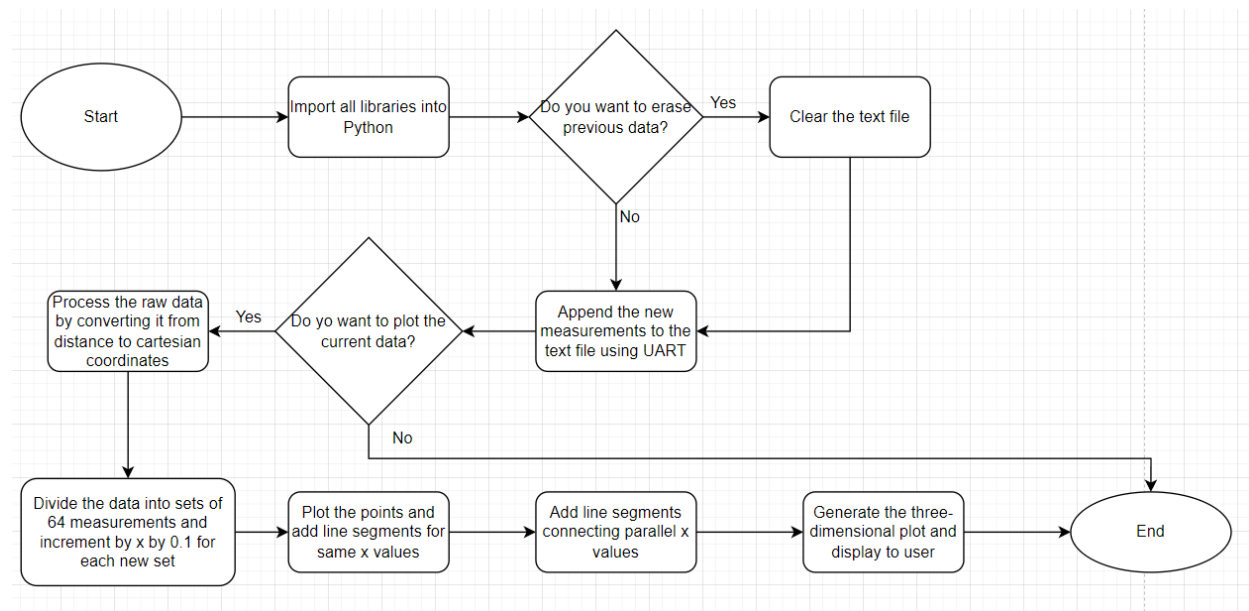 Start
Import all libraries into
Python
Do you want to erase
previous data?
Yes
Clear the text file
No
Process the raw data
by converting it from
distance to cartesian
coordinates
Yes
Do yo want to plot the
current data?
Append the new
measurements to the
text file using UART
No
Divide the data into sets of
64 measurements and
increment by x by 0.1 for
each new set
Plot the points and
add line segments for
same x values
Add line segments
connecting parallel x
values
Generate the three-
dimensional plot and
display to user
End